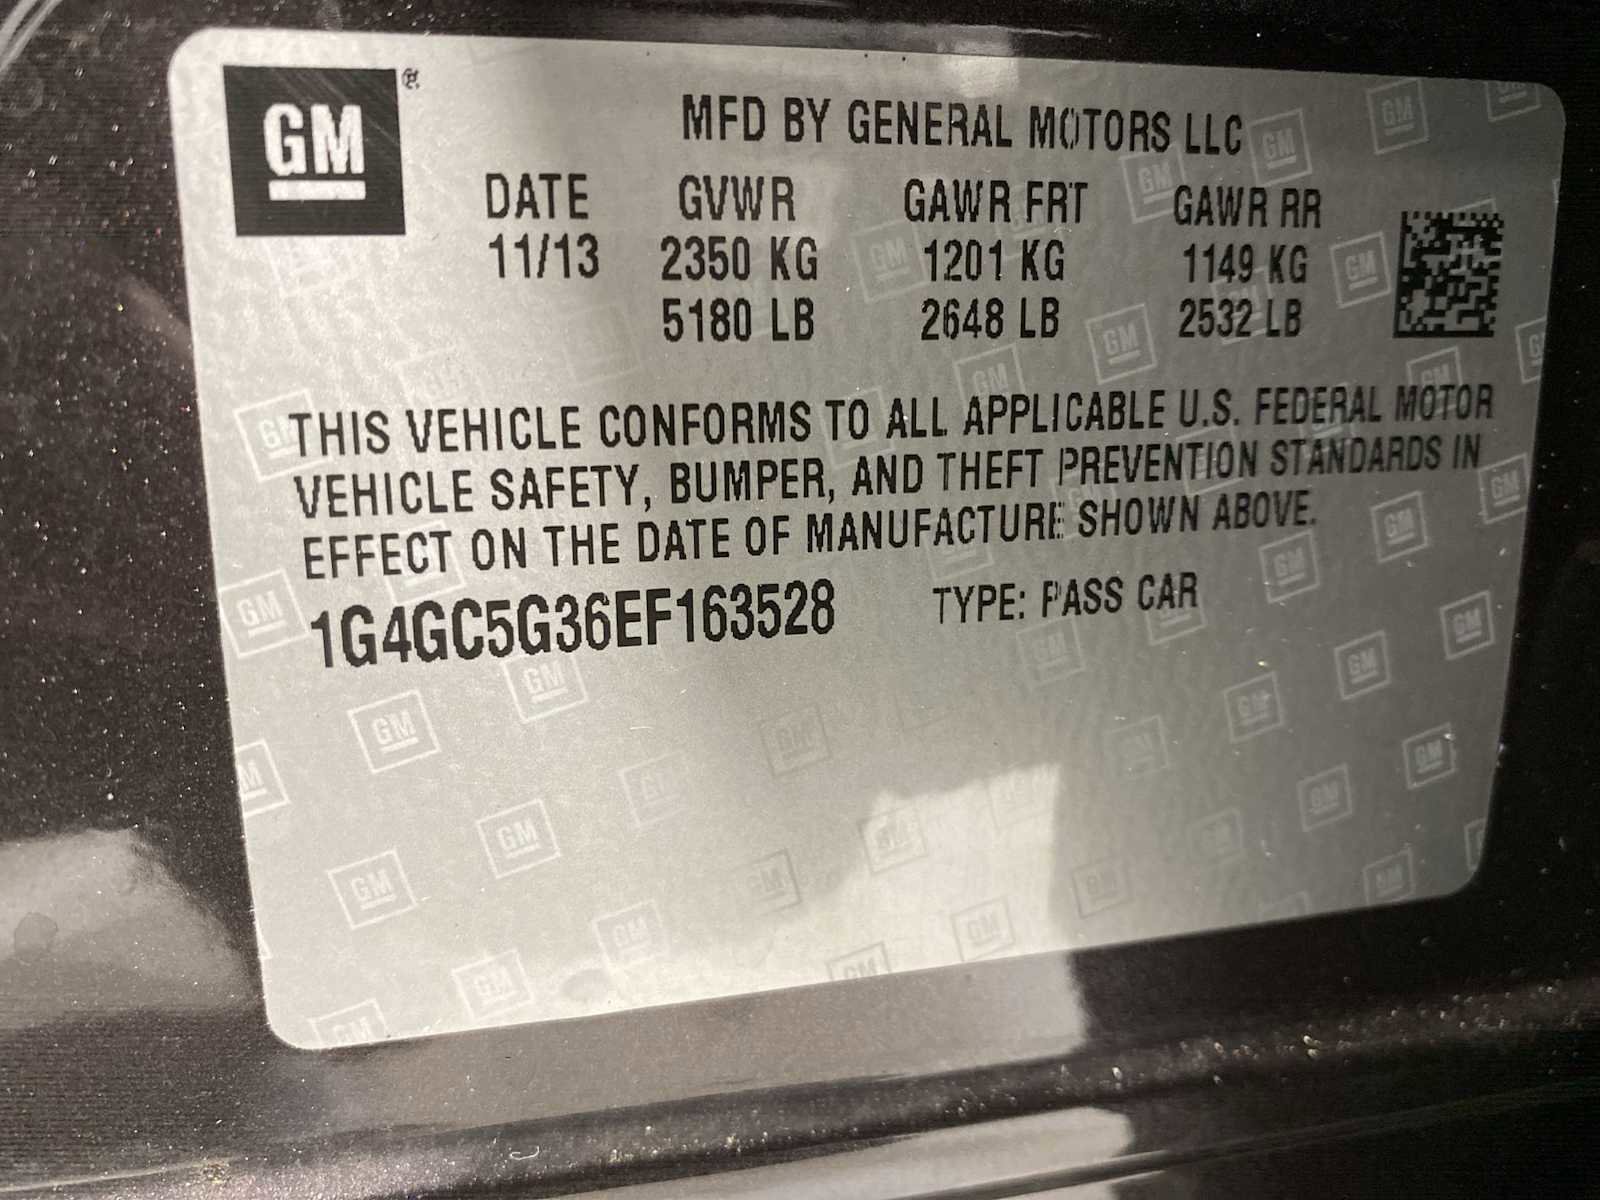 GM
MFD BY GENERAL MOTORS LLC
DATE GVWR GAWR FRT GAWR RR
11/13 2350 KG 1201 KG 1149 KG
5180 LB 2648 LB 2532 LB
THIS VEHICLE CONFORMS TO ALL APPLICABLE U.S. FEDERAL MOTOR
VEHICLE SAFETY, BUMPER, AND THEFT PREVENTION STANDARDS IN
EFFECT ON THE DATE OF MANUFACTURE SHOWN ABOVE.
1G4GC5G36EF163528 TYPE: PASS CAR